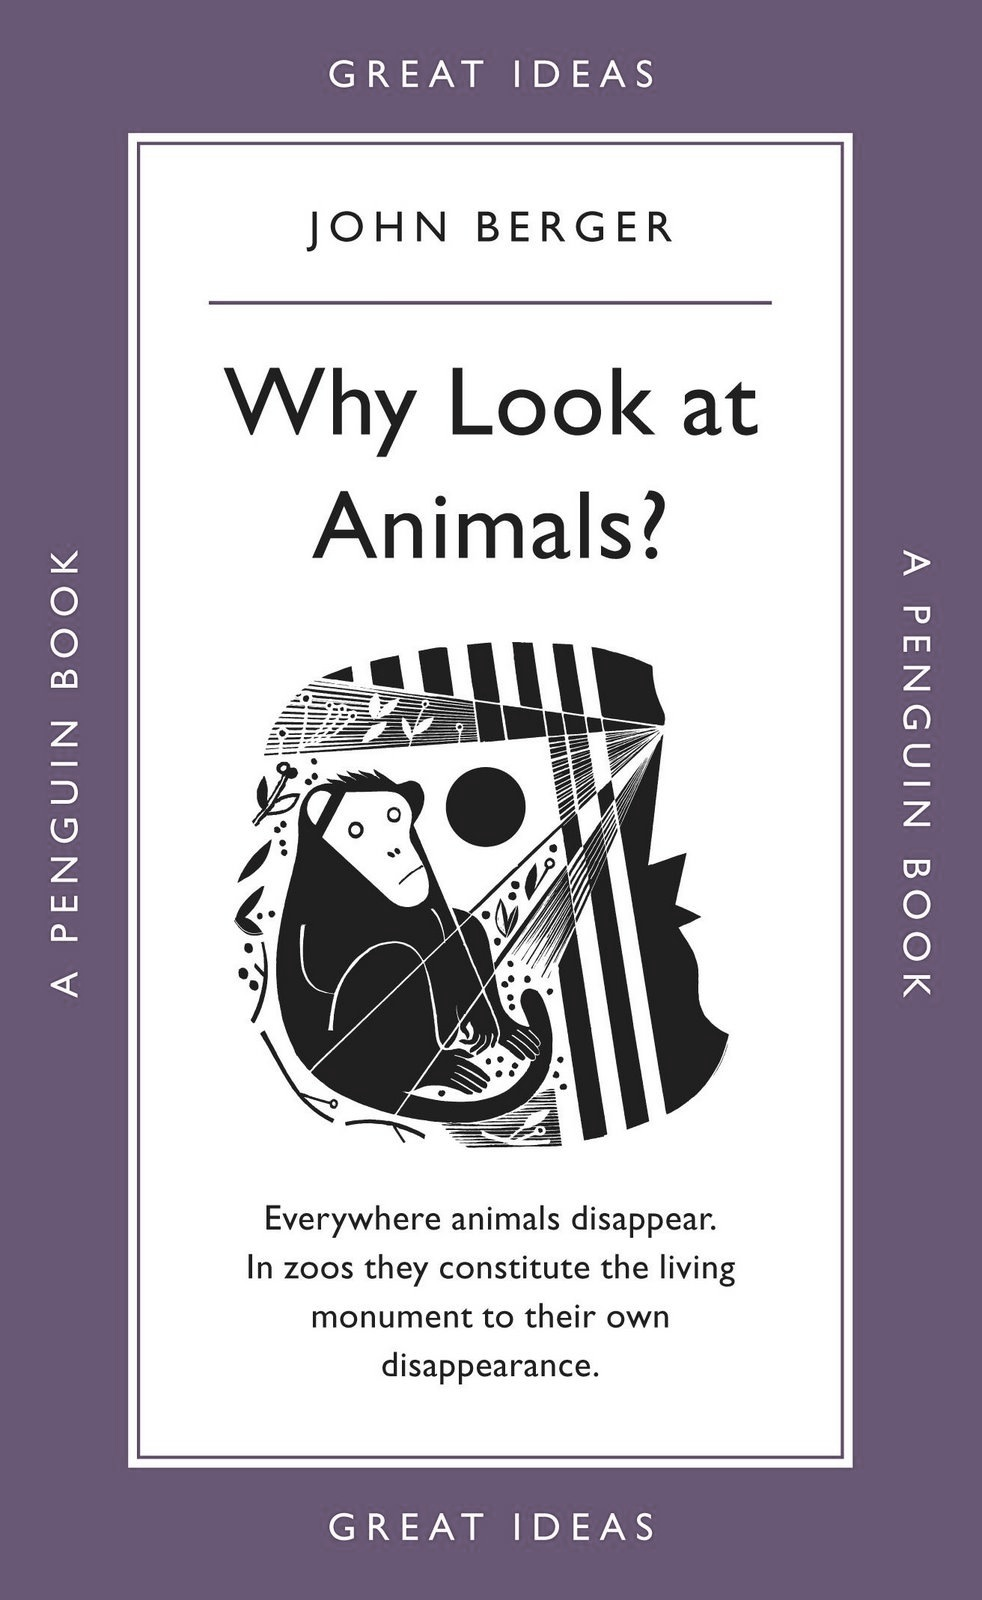 GREAT IDEAS
JOHN BERGER
Why Look at
Animals?
A PENGUIN BOOK
A PENGUIN BOOK
Everywhere animals disappear.
In zoos they constitute the living
monument to their own
disappearance.
GREAT IDEAS